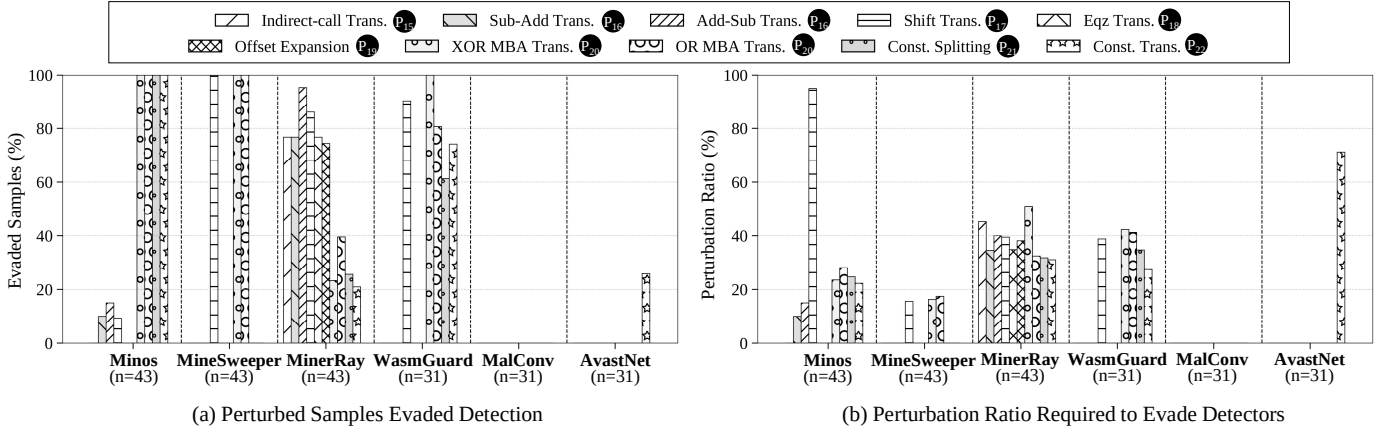 Indirect-call Trans. P15 Sub-Add Trans. P16 Add-Sub Trans. P16 Shift Trans. P17 Eqz Trans. P18
Offset Expansion P19 XOR MBA Trans. P20 OR MBA Trans. P20 Const. Splitting P21 Const. Trans. P22
Evaded Samples (%)
100
80
60
40
20
0
Minos MineSweeper MinerRay WasmGuard MalConv AvastNet
(n=43) (n=43) (n=43) (n=31) (n=31) (n=31)
(a) Perturbed Samples Evaded Detection
Perturbation Ratio (%)
100
80
60
40
20
0
Minos MineSweeper MinerRay WasmGuard MalConv AvastNet
(n=43) (n=43) (n=43) (n=31) (n=31) (n=31)
(b) Perturbation Ratio Required to Evade Detectors